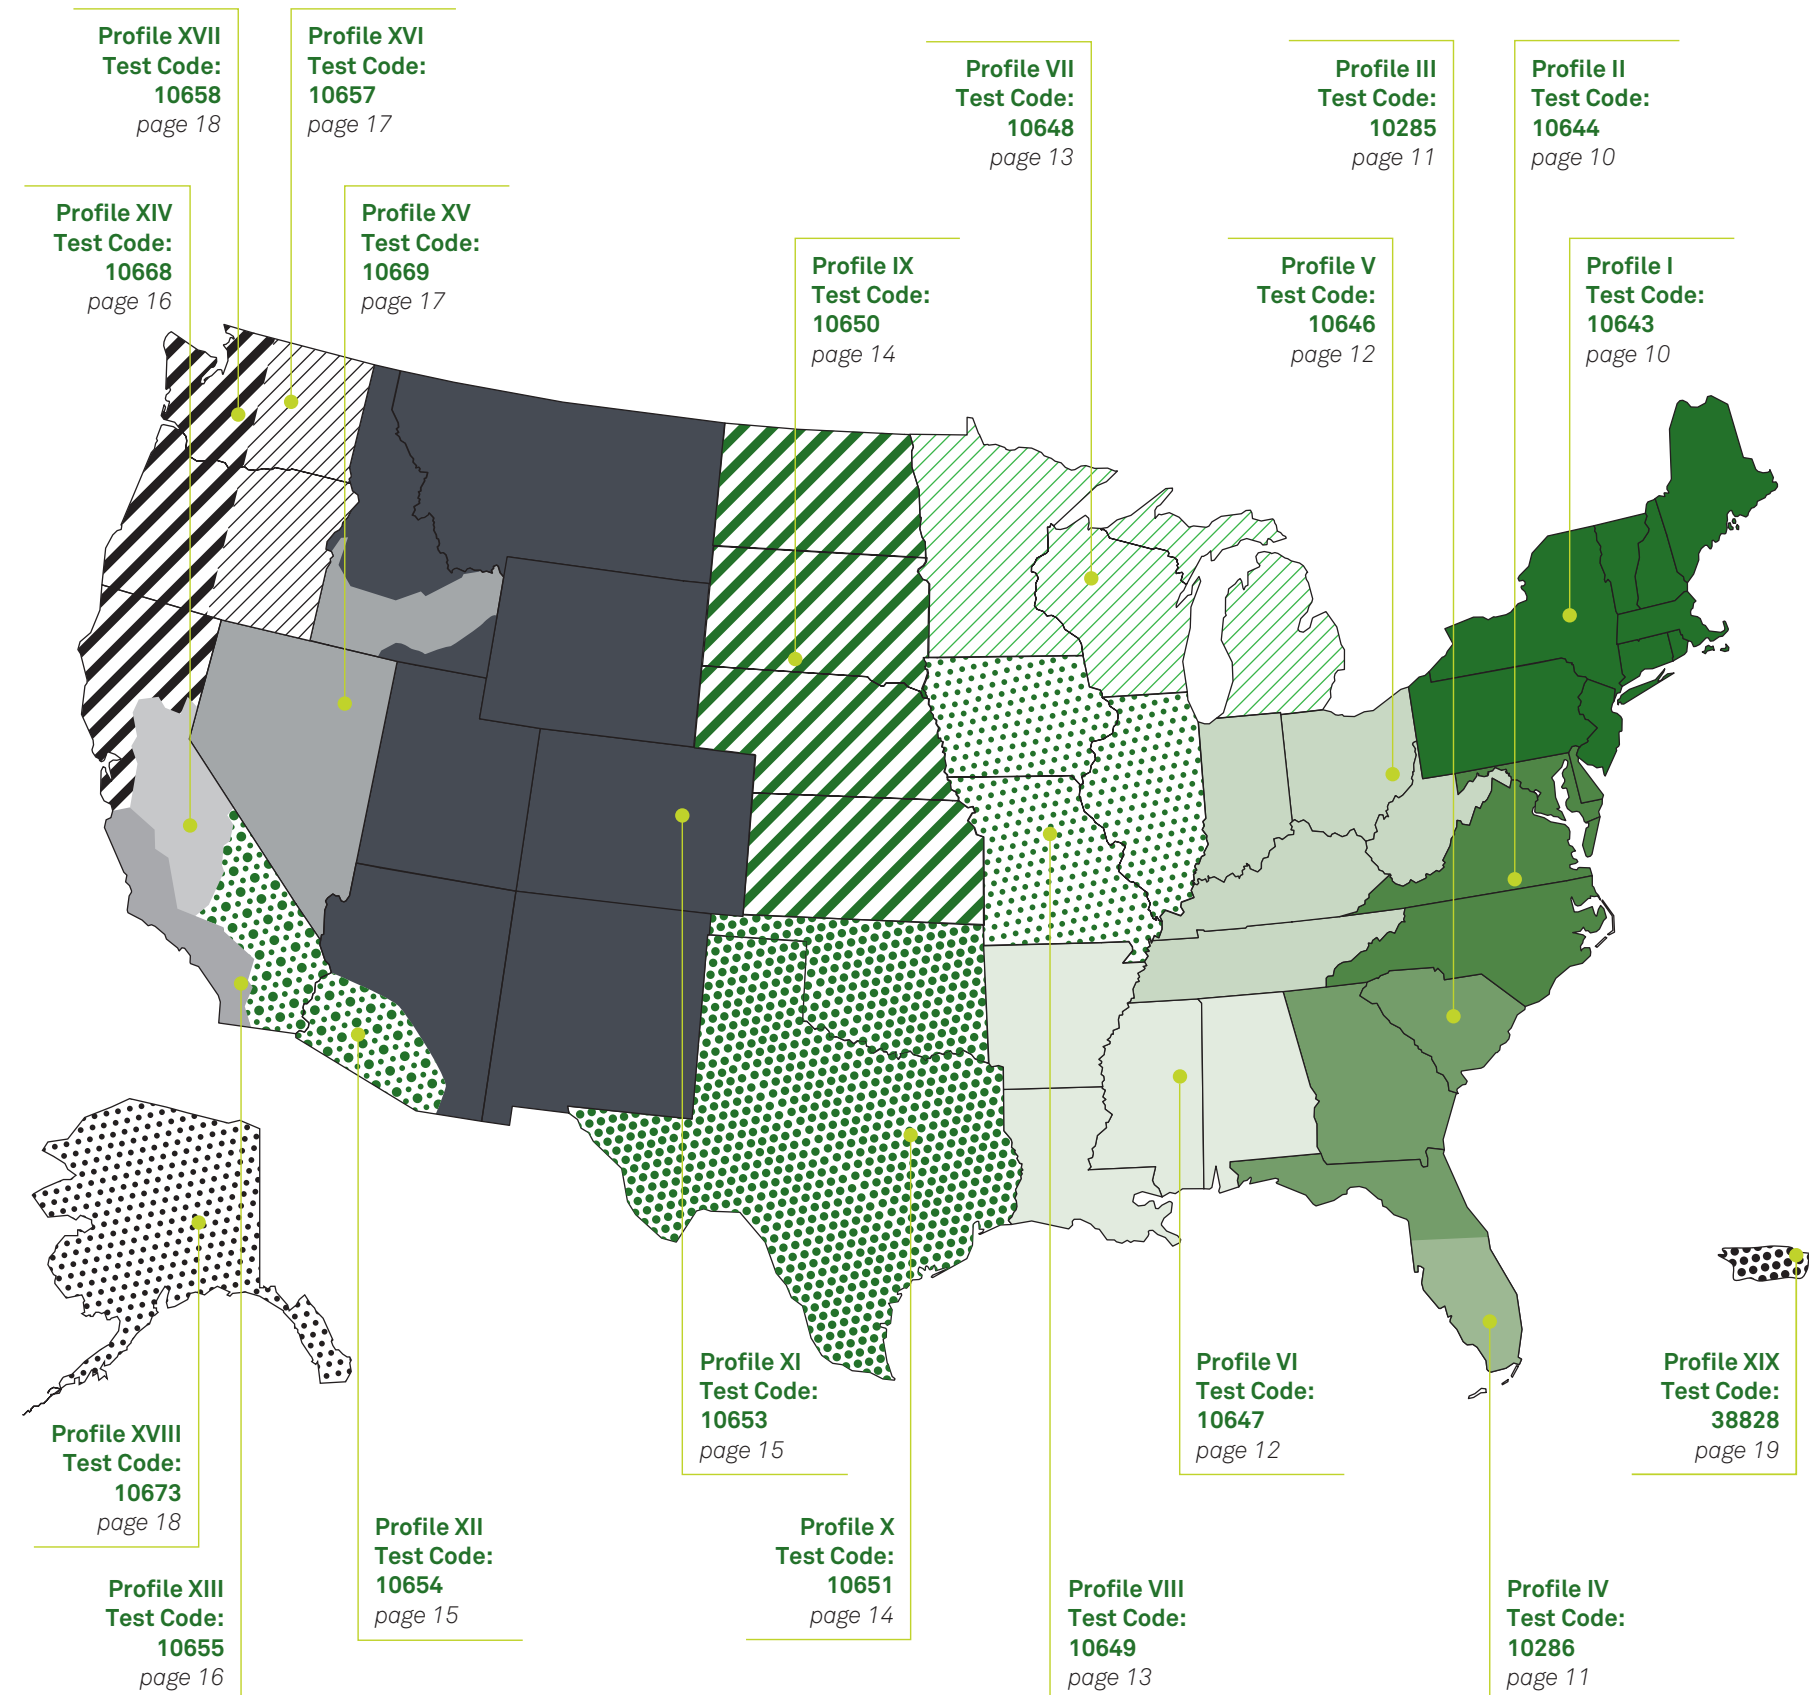 Profile XVII
Test Code:
10658
page 18
Profile XVI
Test Code:
10657
page 17
Profile VII
Test Code:
10648
page 13
Profile III
Test Code:
10285
page 11
Profile II
Test Code:
10644
page 10
Profile XIV
Test Code:
10668
page 16
Profile XV
Test Code:
10669
page 17
Profile IX
Test Code:
10650
page 14
Profile V
Test Code:
10646
page 12
Profile I
Test Code:
10643
page 10
Profile XI
Test Code:
10653
page 15
Profile VI
Test Code:
10647
page 12
Profile XIX
Test Code:
38828
page 19
Profile XVIII
Test Code:
10673
page 18
Profile XII
Test Code:
10654
page 15
Profile X
Test Code:
10651
page 14
Profile XIII
Test Code:
10655
page 16
Profile VIII
Test Code:
10649
page 13
Profile IV
Test Code:
10286
page 11